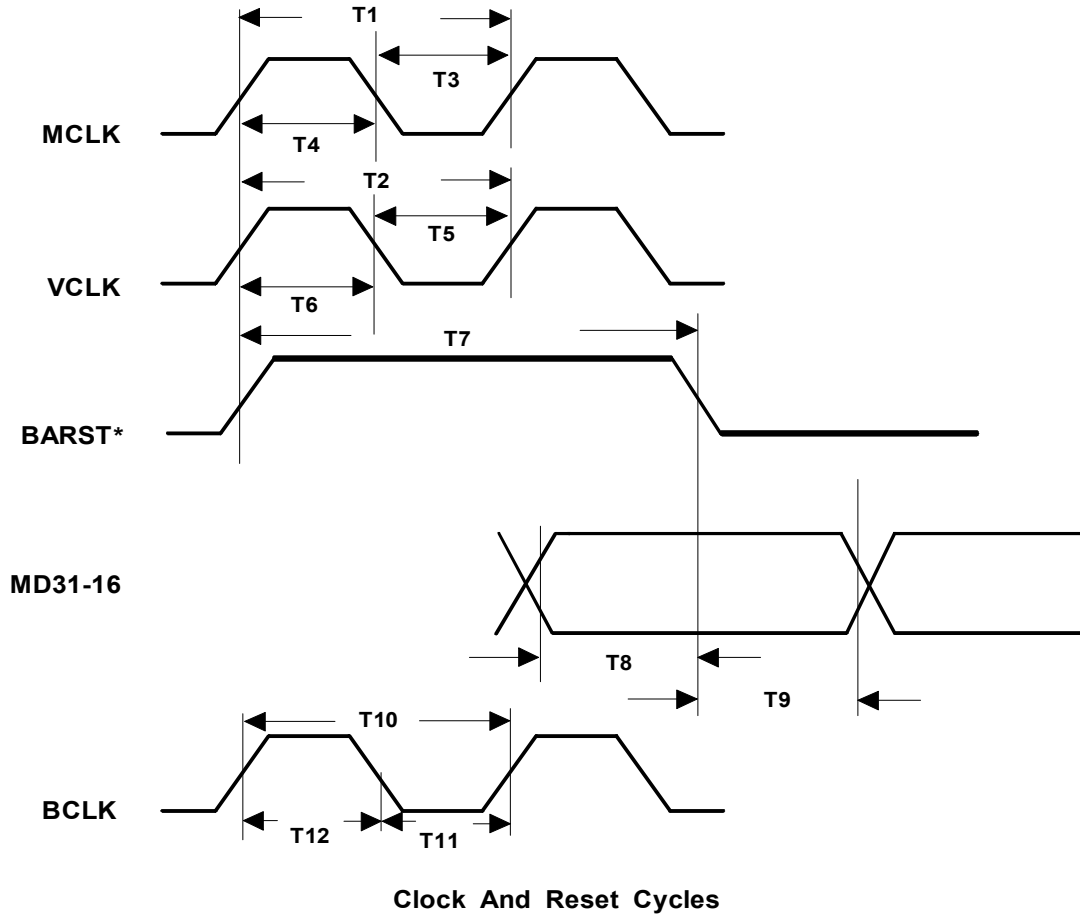 T1
T3
MCLK
T4
T2
T5
VCLK
T6
T7
BARST*
MD31-16
T8
T9
T10
BCLK
T12
T11
Clock And Reset Cycles